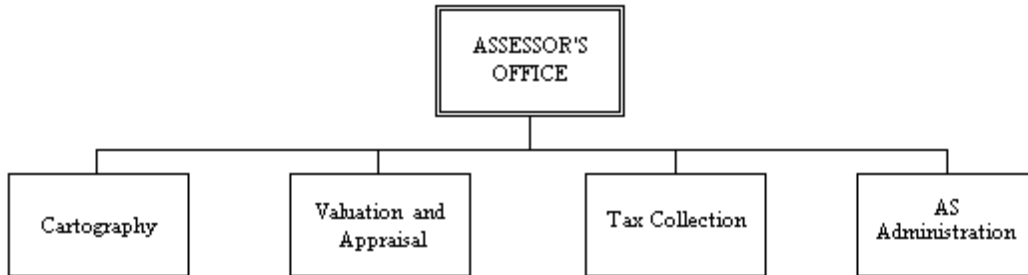 ASSESSOR'S
OFFICE
Cartography
Valuation and
Appraisal
Tax Collection
AS
Administration